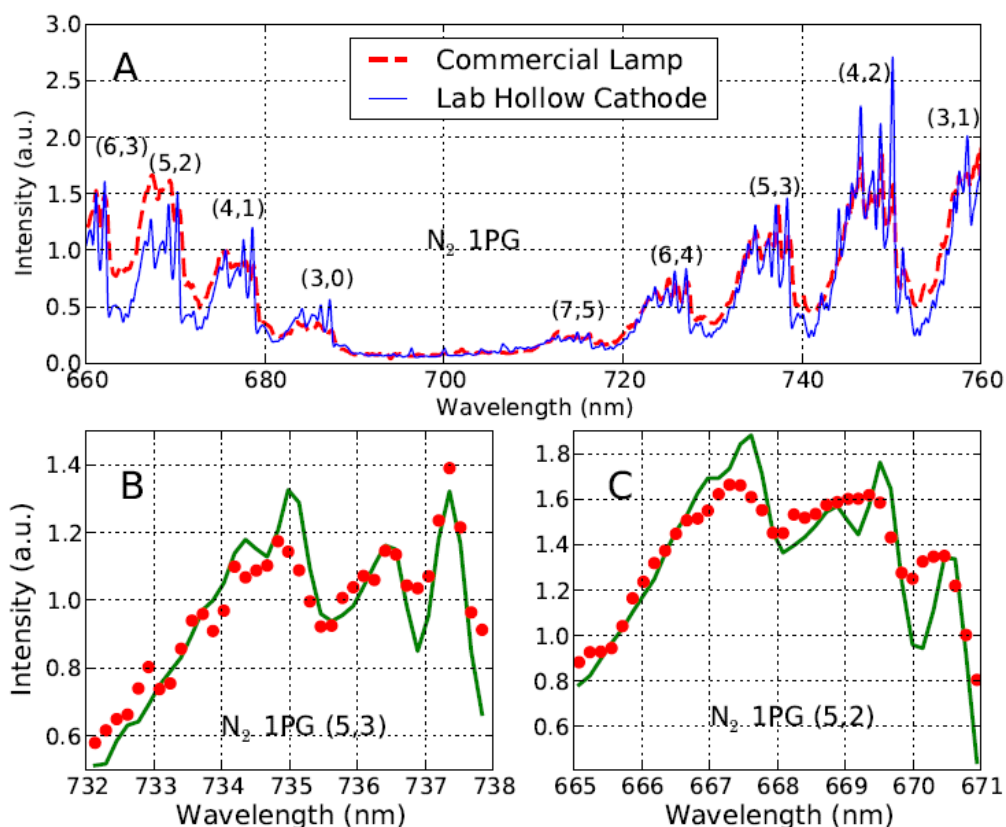 3.0
A
Commercial Lamp
Lab Hollow Cathode
2.5
(4,2)
(3,1)
2.0
(6,3)
(5,2)
(5,3)
1.5
(4,1)
N₂ 1PG
1.0
(6,4)
(3,0)
(7,5)
0.5
0.0
Intensity (a.u.)
660 680 700 720 740 760
Wavelength (nm)
B
1.4
1.2
1.0
0.8
0.6
Intensity (a.u.)
N₂ 1PG (5,3)
732 733 734 735 736 737 738
Wavelength (nm)
C
1.8
1.6
1.4
1.2
1.0
0.8
0.6
N₂ 1PG (5,2)
665 666 667 668 669 670 671
Wavelength (nm)